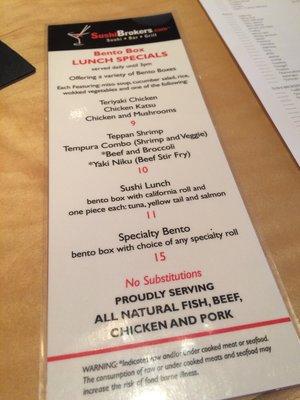 SushiBrokers.com
Sushi • Bar • Grill
Bento Box
LUNCH SPECIALS
served daily until 3pm
Offering a variety of Bento Boxes
Each featuring: miso soup, cucumber salad, rice,
wokked vegetables and one of the following:
Teriyaki Chicken
Chicken Katsu
Chicken and Mushrooms
9
Teppan Shrimp
Tempura Combo (Shrimp and Veggie)
*Beef and Broccoli
*Yaki Niku (Beef Stir Fry)
10
Sushi Lunch
bento box with california roll and
one piece each: tuna, yellow tail and salmon
11
Specialty Bento
bento box with choice of any specialty roll
15
No Substitutions
PROUDLY SERVING
ALL NATURAL FISH, BEEF,
CHICKEN AND PORK
WARNING: *Indicates raw and/or under cooked meat or seafood.
The consumption of raw or under cooked meats and seafood may
increase the risk of food borne illness.